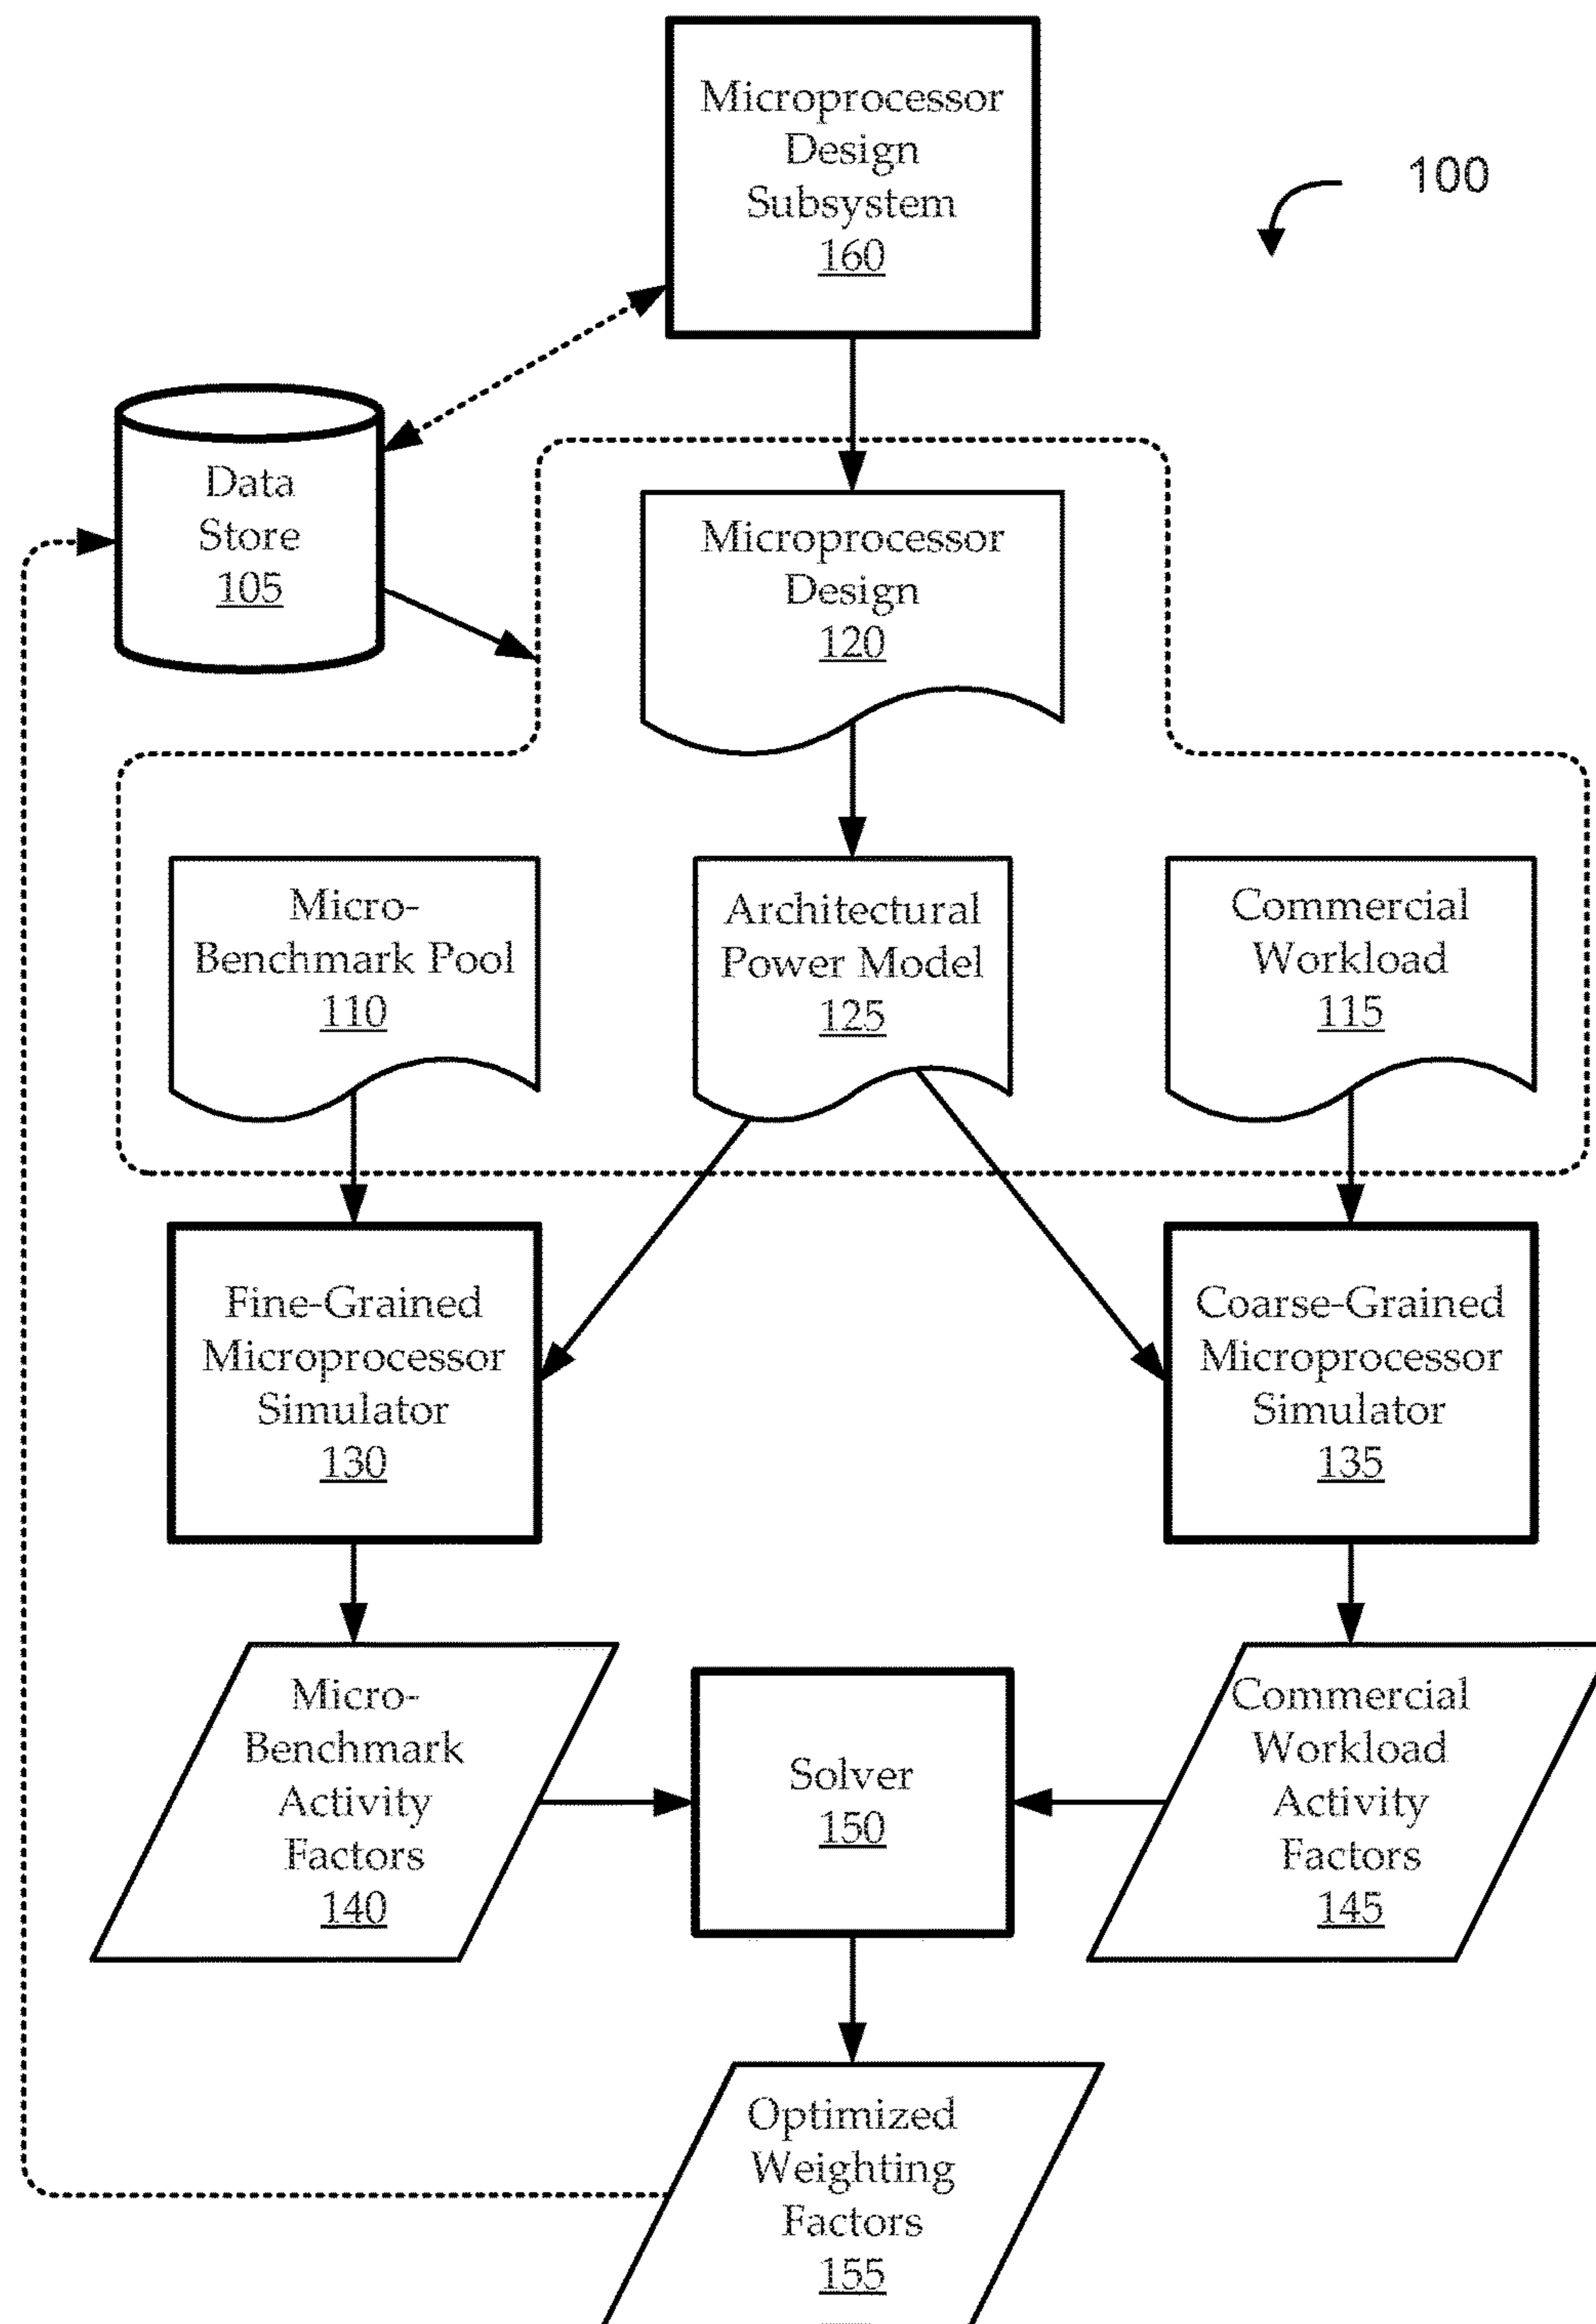 Microprocessor
Design
Subsystem
160
100
Data
Store
105
Microprocessor
Design
120
Micro-
Benchmark Pool
110
Architectural
Power Model
125
Commercial
Workload
115
Fine-Grained
Microprocessor
Simulator
130
Coarse-Grained
Microprocessor
Simulator
135
Micro-
Benchmark
Activity
Factors
140
Solver
150
Commercial
Workload
Activity
Factors
145
Optimized
Weighting
Factors
155